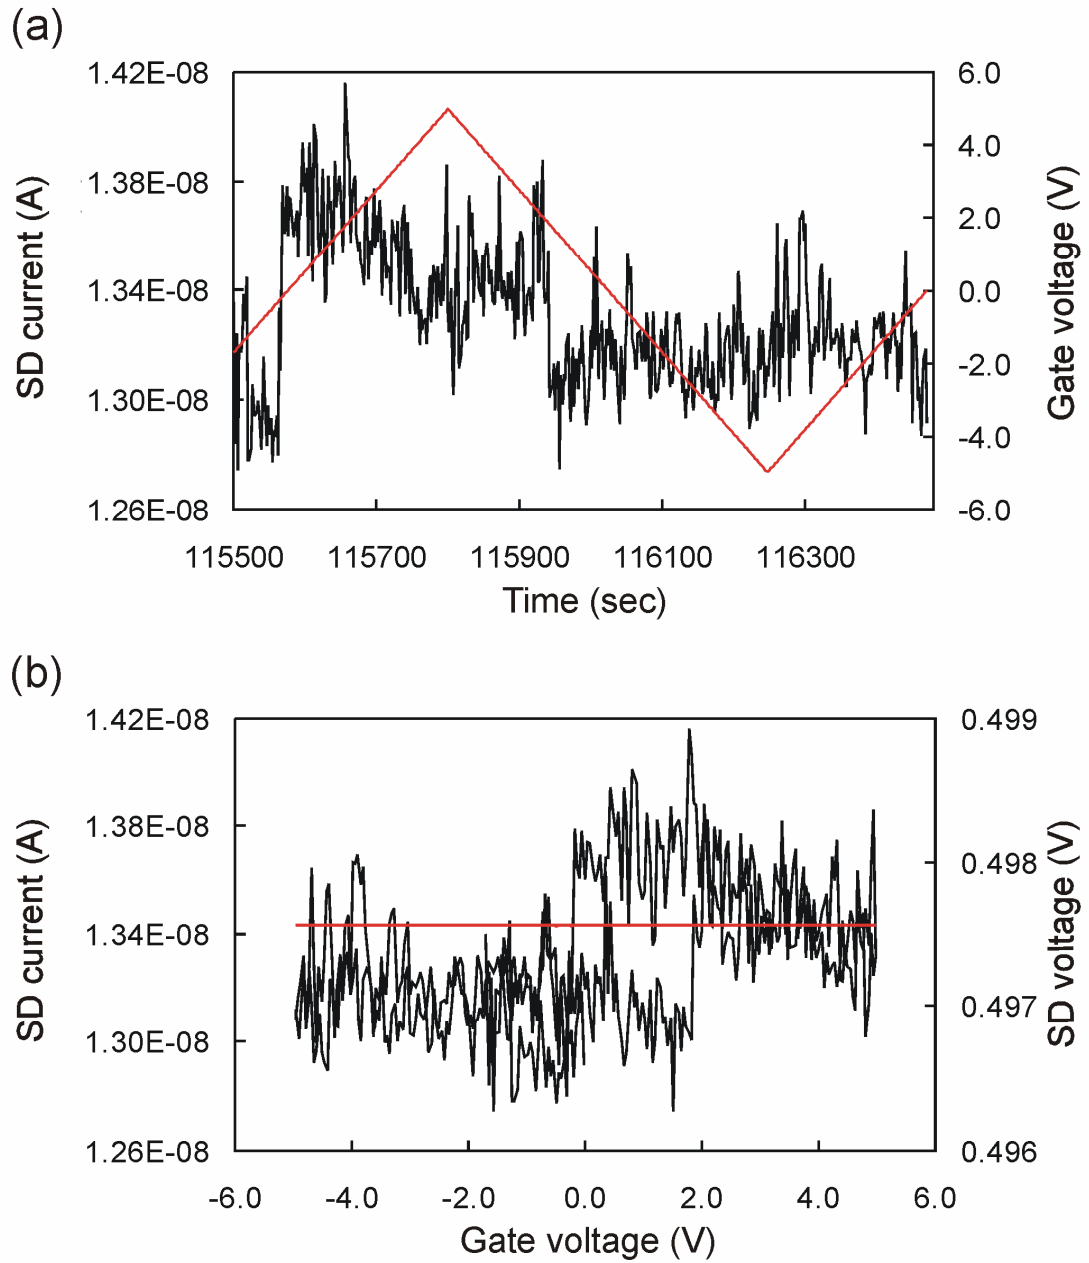 (a)
1.42E-08
1.38E-08
1.34E-08
1.30E-08
1.26E-08
SD current (A)
6.0
4.0
2.0
0.0
-2.0
-4.0
-6.0
Gate voltage (V)
115500 115700 115900 116100 116300
Time (sec)
(b)
1.42E-08
1.38E-08
1.34E-08
1.30E-08
1.26E-08
SD current (A)
0.499
0.498
0.497
0.496
SD voltage (V)
-6.0 -4.0 -2.0 0.0 2.0 4.0 6.0
Gate voltage (V)